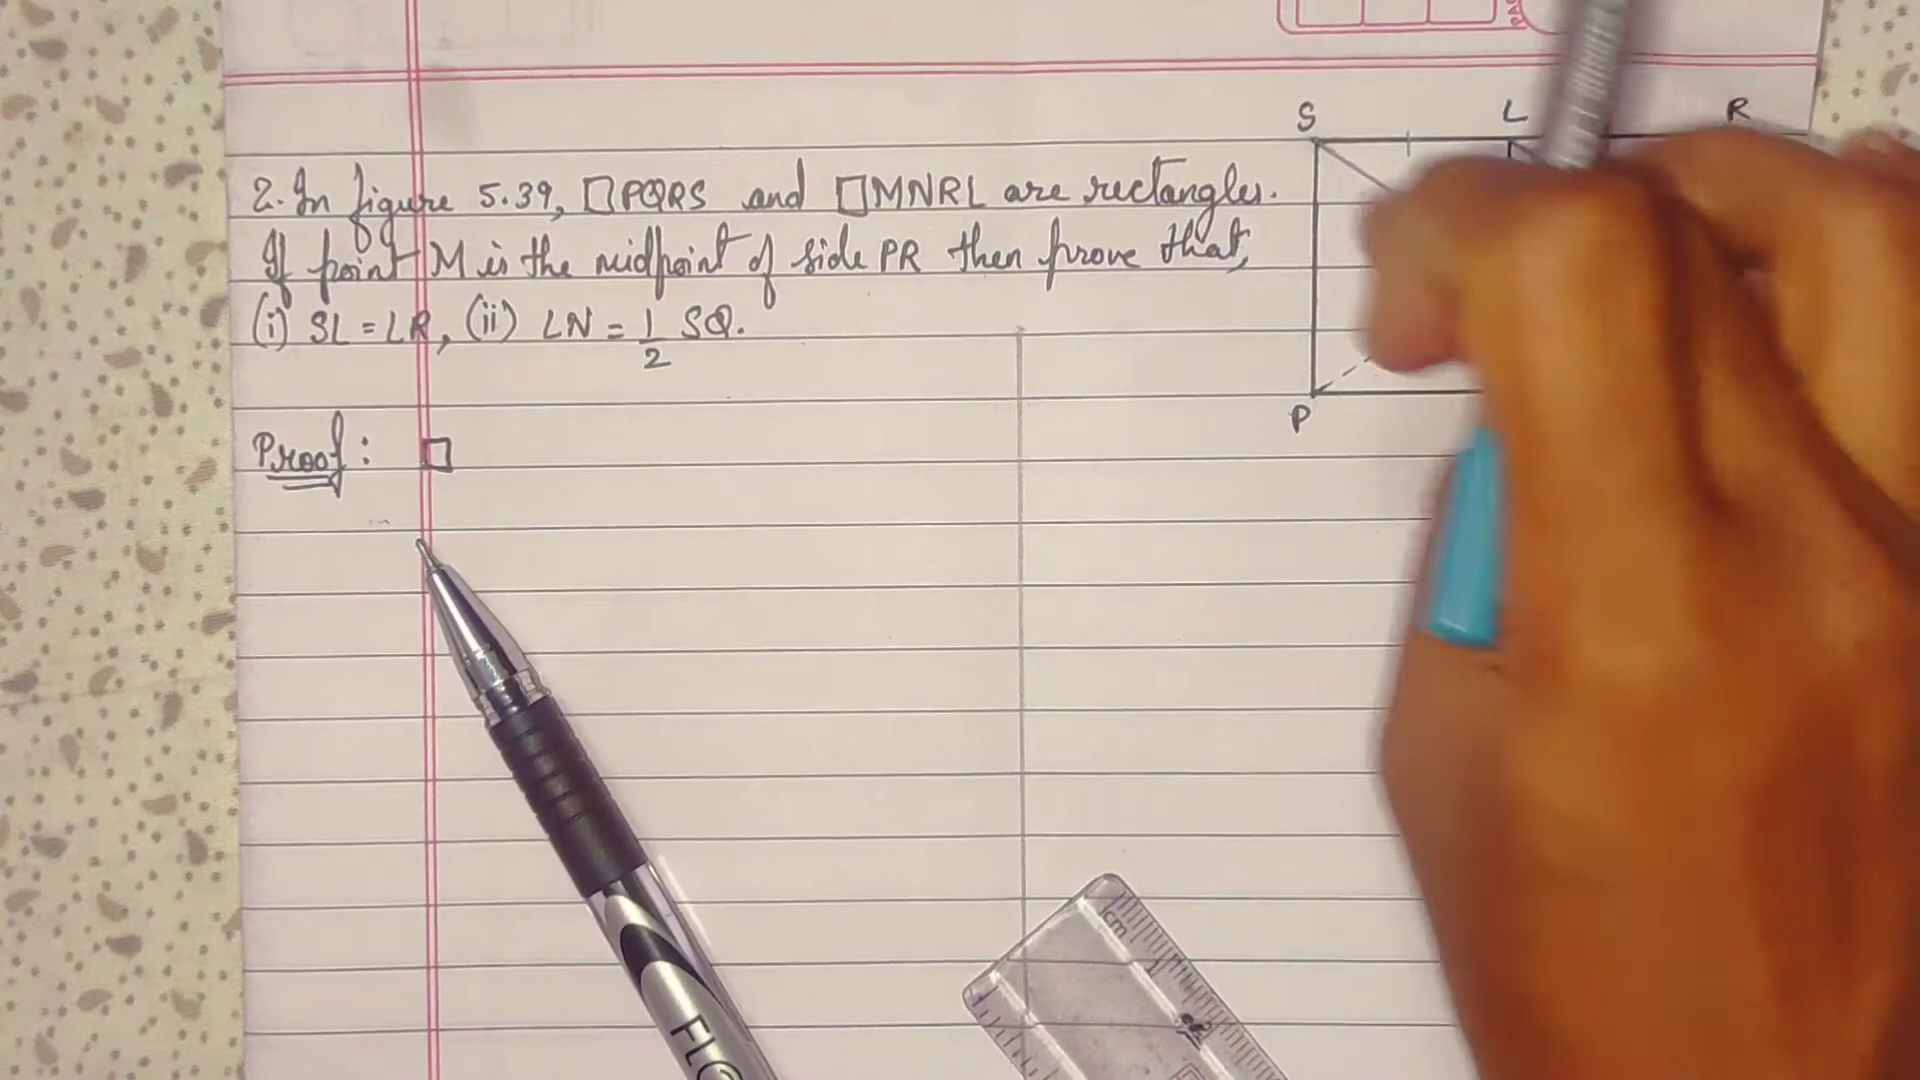 S L R
2. In figure 5.39, □PQRS and □MNRL are rectangles.
If point M is the midpoint of side PR then prove that,
(i) SL = LR, (ii) LN = 1/2 SQ.
P
Proof: □
cm